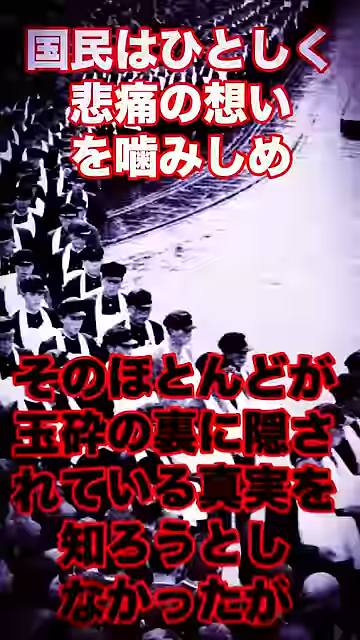 国民はひとしく
悲痛の想い
を噛みしめ
そのほとんどが
玉砕の裏に隠さ
れている真実を
知ろうとし
なかったが